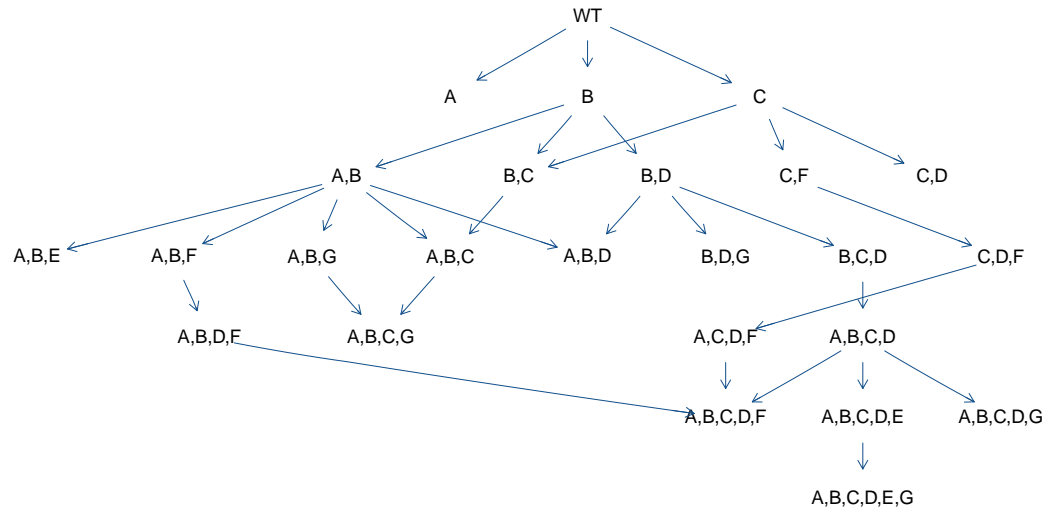 WT
A
B
C
A,B
B,C
B,D
C,F
C,D
A,B,E
A,B,F
A,B,G
A,B,C
A,B,D
B,D,G
B,C,D
C,D,F
A,B,D,F
A,B,C,G
A,C,D,F
A,B,C,D
A,B,C,D,F
A,B,C,D,E
A,B,C,D,G
A,B,C,D,E,G